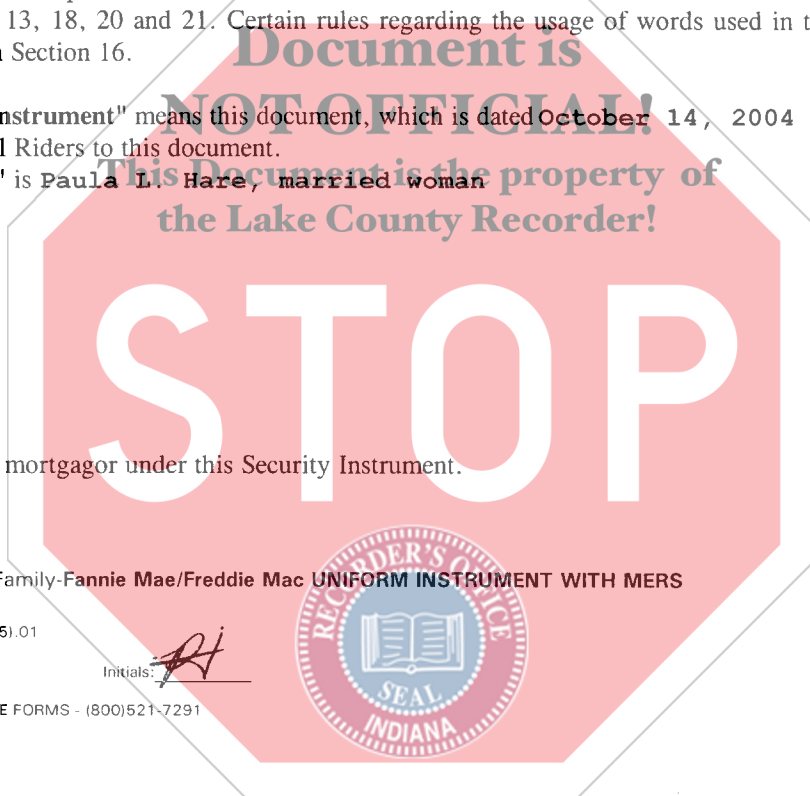 13, 18, 20 and 21. Certain rules regarding the usage of words used in t
Section 16.
Document is
NOT OFFICIAL!
This Document is the property of
the Lake County Recorder!
nstrument" means this document, which is dated October 14, 2004
Riders to this document.
" is Paula L. Hare, married woman
STOP
mortgagor under this Security Instrument.
Family-Fannie Mae/Freddie Mac UNIFORM INSTRUMENT WITH MERS
5).01
Initials:
E FORMS - (800)521-7291
RECORDER'S OFFICE
SEAL
INDIANA